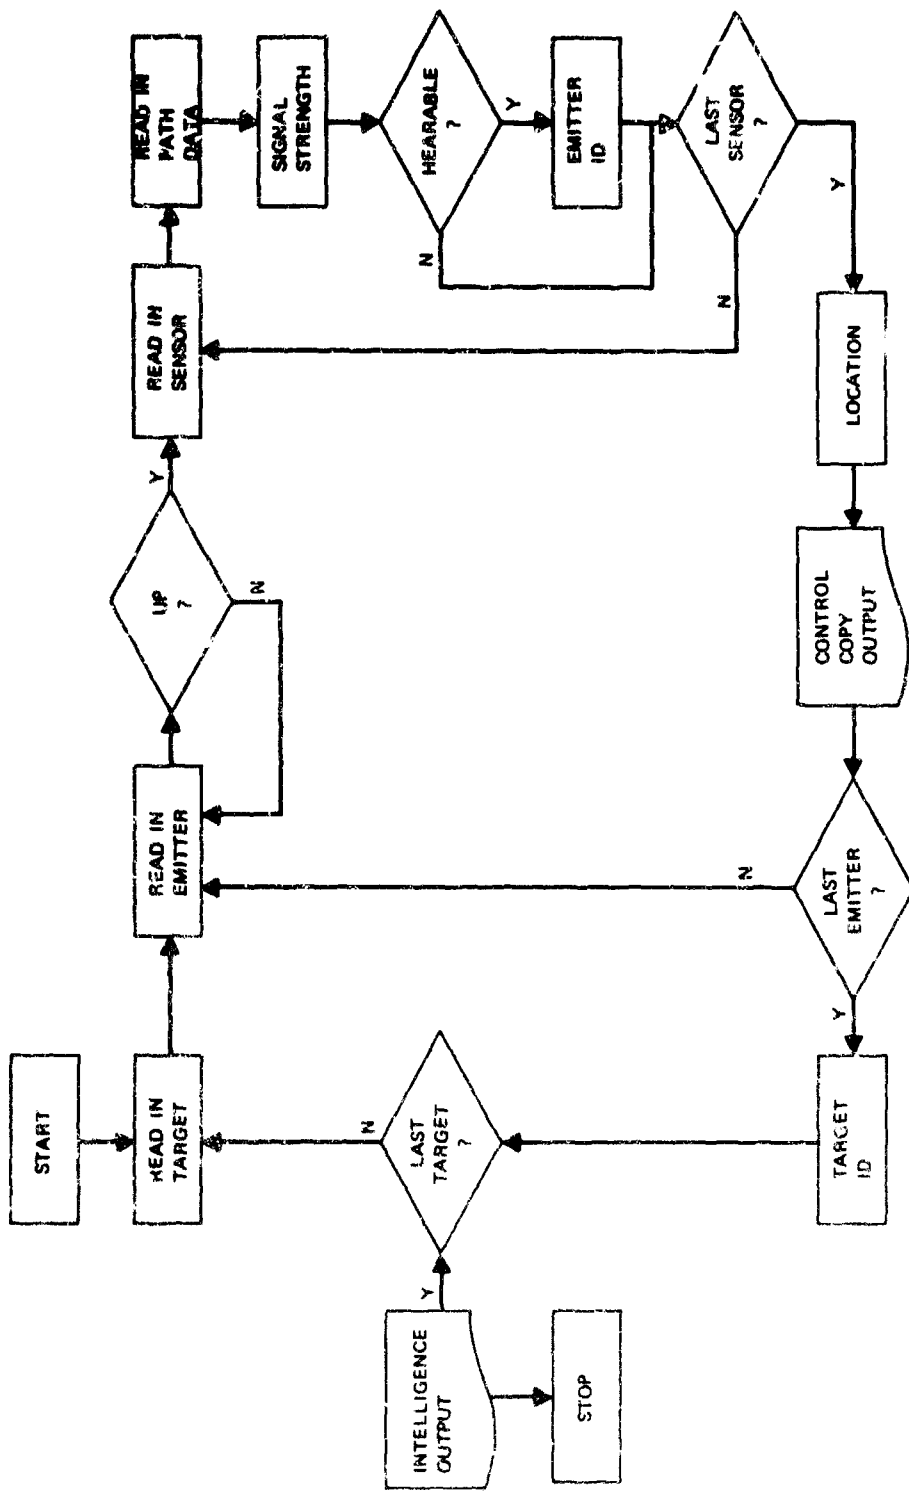 START
READ IN
TARGET
READ IN
EMITTER
UP
?
Y
N
READ IN
SENSOR
READ IN
PATH
DATA
SIGNAL
STRENGTH
HEARABLE
?
Y
N
EMITTER
ID
LAST
SENSOR
?
N
Y
LOCATION
CONTROL
COPY
OUTPUT
LAST
EMITTER
?
N
Y
TARGET
ID
LAST
TARGET
?
N
Y
INTELLIGENCE
OUTPUT
STOP